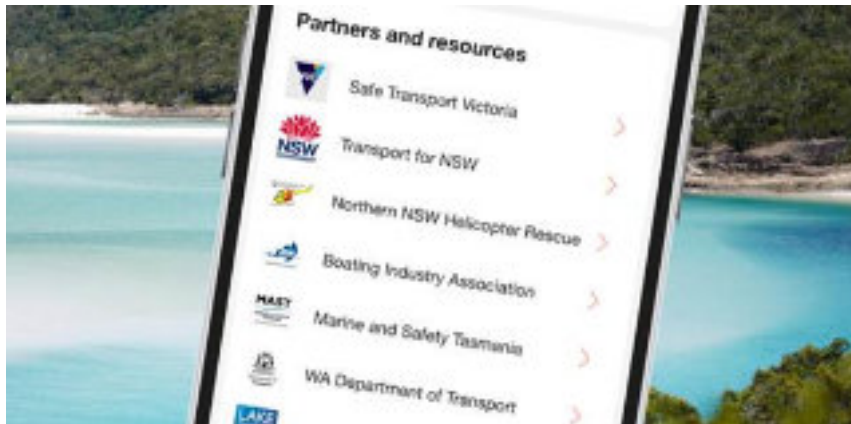 Partners and resources
Safe Transport Victoria
NSW
Transport for NSW
Northern NSW Helicopter Rescue
Boating Industry Association
MAST
Marine and Safety Tasmania
WA Department of Transport
LAKE